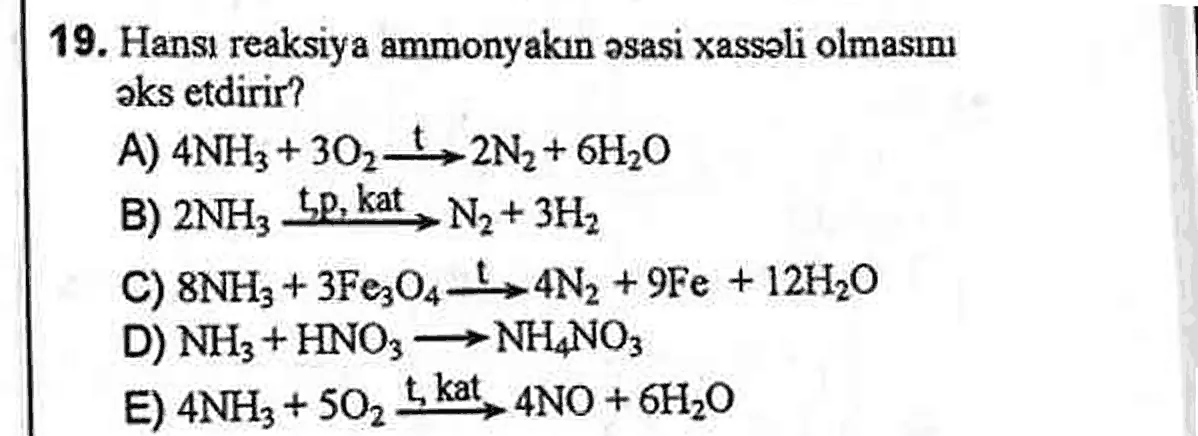 19. Hansı reaksiya ammonyakın əsasi xassəli olmasını
əks etdirir?
A) 4NH₃ + 3O₂ —t→ 2N₂ + 6H₂O
B) 2NH₃ —t,p, kat→ N₂ + 3H₂
C) 8NH₃ + 3Fe₃O₄ —t→ 4N₂ + 9Fe + 12H₂O
D) NH₃ + HNO₃ → NH₄NO₃
E) 4NH₃ + 5O₂ —t, kat→ 4NO + 6H₂O